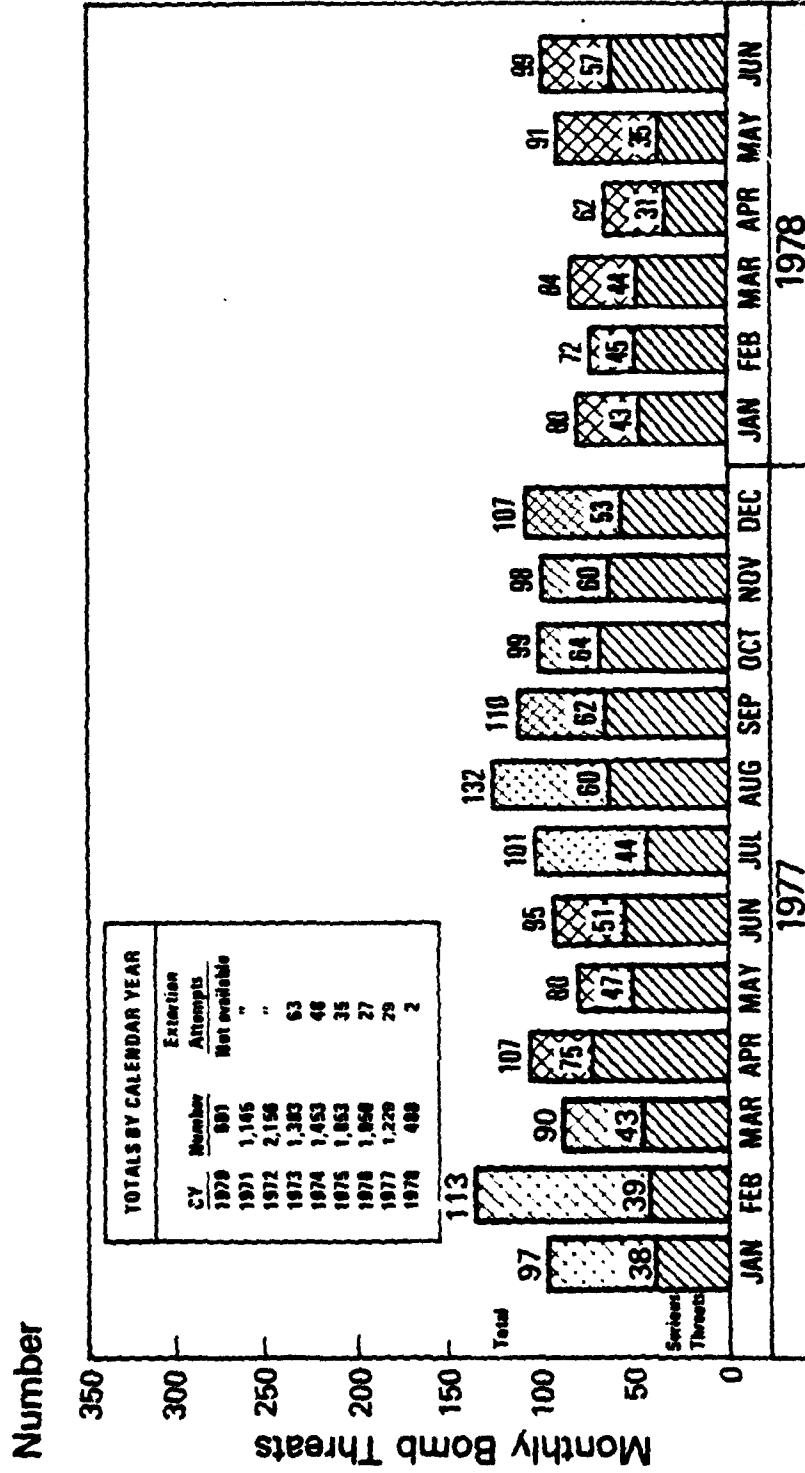 Number
Monthly Bomb Threats
350
300
250
200
150
100
50
0
TOTALS BY CALENDAR YEAR
Extortion
CY Number Attempts
1970 Not available
1971 1,145 "
1972 2,156 "
1973 1,383 63
1974 1,453
1975 1,853 35
1976 27
1977 1,229 29
1978 488 2
Total
Serious
Threats
97 113 90 107 80 95 101 132 110 99 98 107 80 72 84 62 91 99
38 39 43 75 47 51 44 60 62 64 60 53 43 45 44 31 35 57
JAN FEB MAR APR MAY JUN JUL AUG SEP OCT NOV DEC JAN FEB MAR APR MAY JUN
1977 1978